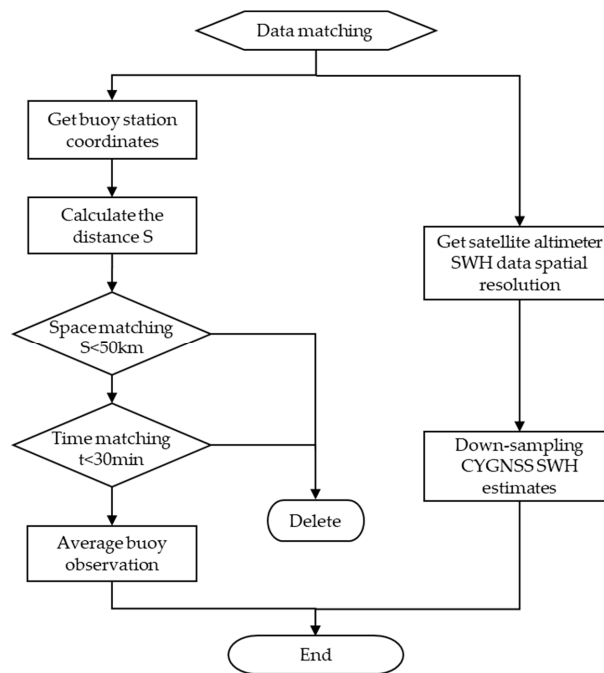 Data matching
Get buoy station
coordinates
Calculate the
distance S
Space matching
S<50km
Time matching
t<30min
Average buoy
observation
Delete
Get satellite altimeter
SWH data spatial
resolution
Down-sampling
CYGNSS SWH
estimates
End